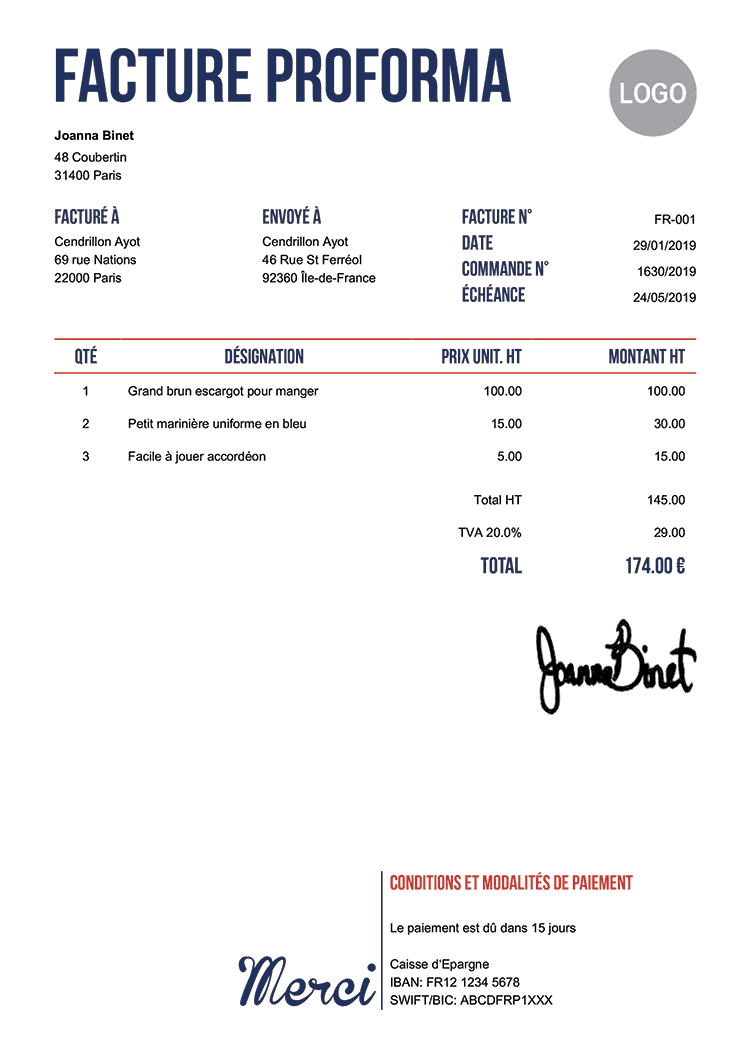 FACTURE PROFORMA
LOGO
Joanna Binet
48 Coubertin
31400 Paris
FACTURÉ À
Cendrillon Ayot
69 rue Nations
22000 Paris
ENVOYÉ À
Cendrillon Ayot
46 Rue St Ferréol
92360 Île-de-France
FACTURE N° FR-001
DATE 29/01/2019
COMMANDE N° 1630/2019
ÉCHÉANCE 24/05/2019
QTÉ DÉSIGNATION PRIX UNIT. HT MONTANT HT
1 Grand brun escargot pour manger 100.00 100.00
2 Petit marinière uniforme en bleu 15.00 30.00
3 Facile à jouer accordéon 5.00 15.00
Total HT 145.00
TVA 20.0% 29.00
TOTAL 174.00 €
Joanna Binet
Merci
CONDITIONS ET MODALITÉS DE PAIEMENT
Le paiement est dû dans 15 jours
Caisse d'Epargne
IBAN: FR12 1234 5678
SWIFT/BIC: ABCDFRP1XXX